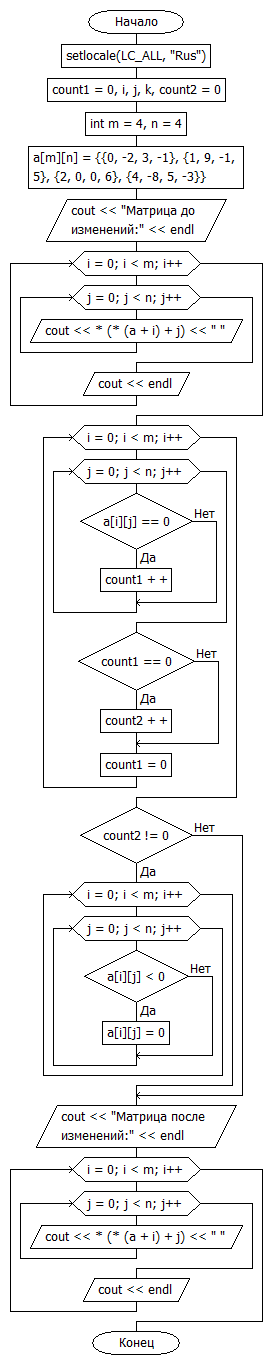 Начало
setlocale(LC_ALL, "Rus")
count1 = 0, i, j, k, count2 = 0
int m = 4, n = 4
a[m][n] = {{0, -2, 3, -1}, {1, 9, -1,
5}, {2, 0, 0, 6}, {4, -8, 5, -3}}
cout << "Матрица до
изменений:" << endl
i = 0; i < m; i++
j = 0; j < n; j++
cout << * (* (a + i) + j) << " "
cout << endl
i = 0; i < m; i++
j = 0; j < n; j++
a[i][j] == 0
Нет
Да
count1 + +
count1 == 0
Нет
Да
count2 + +
count1 = 0
count2 != 0
Нет
Да
i = 0; i < m; i++
j = 0; j < n; j++
a[i][j] < 0
Нет
Да
a[i][j] = 0
cout << "Матрица после
изменений:" << endl
i = 0; i < m; i++
j = 0; j < n; j++
cout << * (* (a + i) + j) << " "
cout << endl
Конец